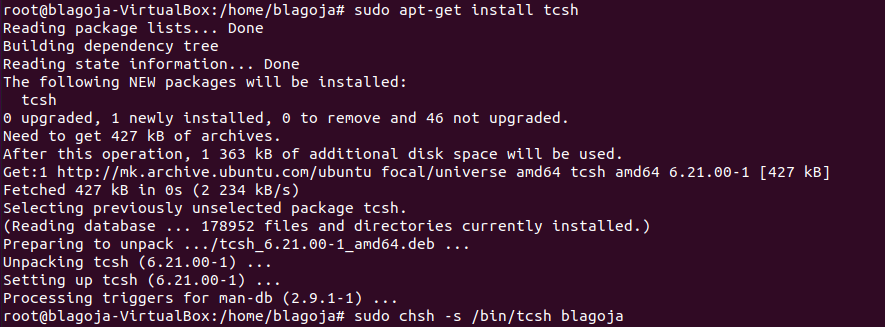 root@blagoja-VirtualBox:/home/blagoja# sudo apt-get install tcsh
Reading package lists... Done
Building dependency tree
Reading state information... Done
The following NEW packages will be installed:
  tcsh
0 upgraded, 1 newly installed, 0 to remove and 46 not upgraded.
Need to get 427 kB of archives.
After this operation, 1 363 kB of additional disk space will be used.
Get:1 http://mk.archive.ubuntu.com/ubuntu focal/universe amd64 tcsh amd64 6.21.00-1 [427 kB]
Fetched 427 kB in 0s (2 234 kB/s)
Selecting previously unselected package tcsh.
(Reading database ... 178952 files and directories currently installed.)
Preparing to unpack .../tcsh_6.21.00-1_amd64.deb ...
Unpacking tcsh (6.21.00-1) ...
Setting up tcsh (6.21.00-1) ...
Processing triggers for man-db (2.9.1-1) ...
root@blagoja-VirtualBox:/home/blagoja# sudo chsh -s /bin/tcsh blagoja